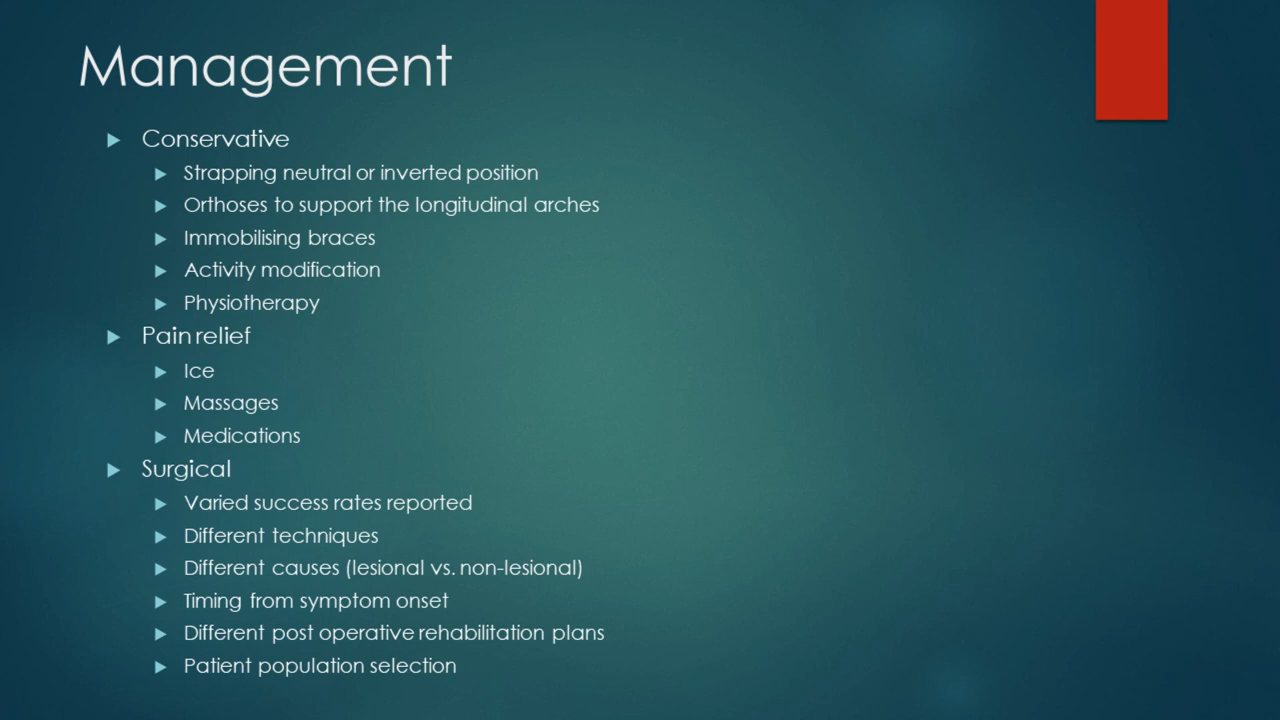 Management
Conservative
Strapping neutral or inverted position
Orthoses to support the longitudinal arches
Immobilising braces
Activity modification
Physiotherapy
Pain relief
Ice
Massages
Medications
Surgical
Varied success rates reported
Different techniques
Different causes (lesional vs. non-lesional)
Timing from symptom onset
Different post operative rehabilitation plans
Patient population selection